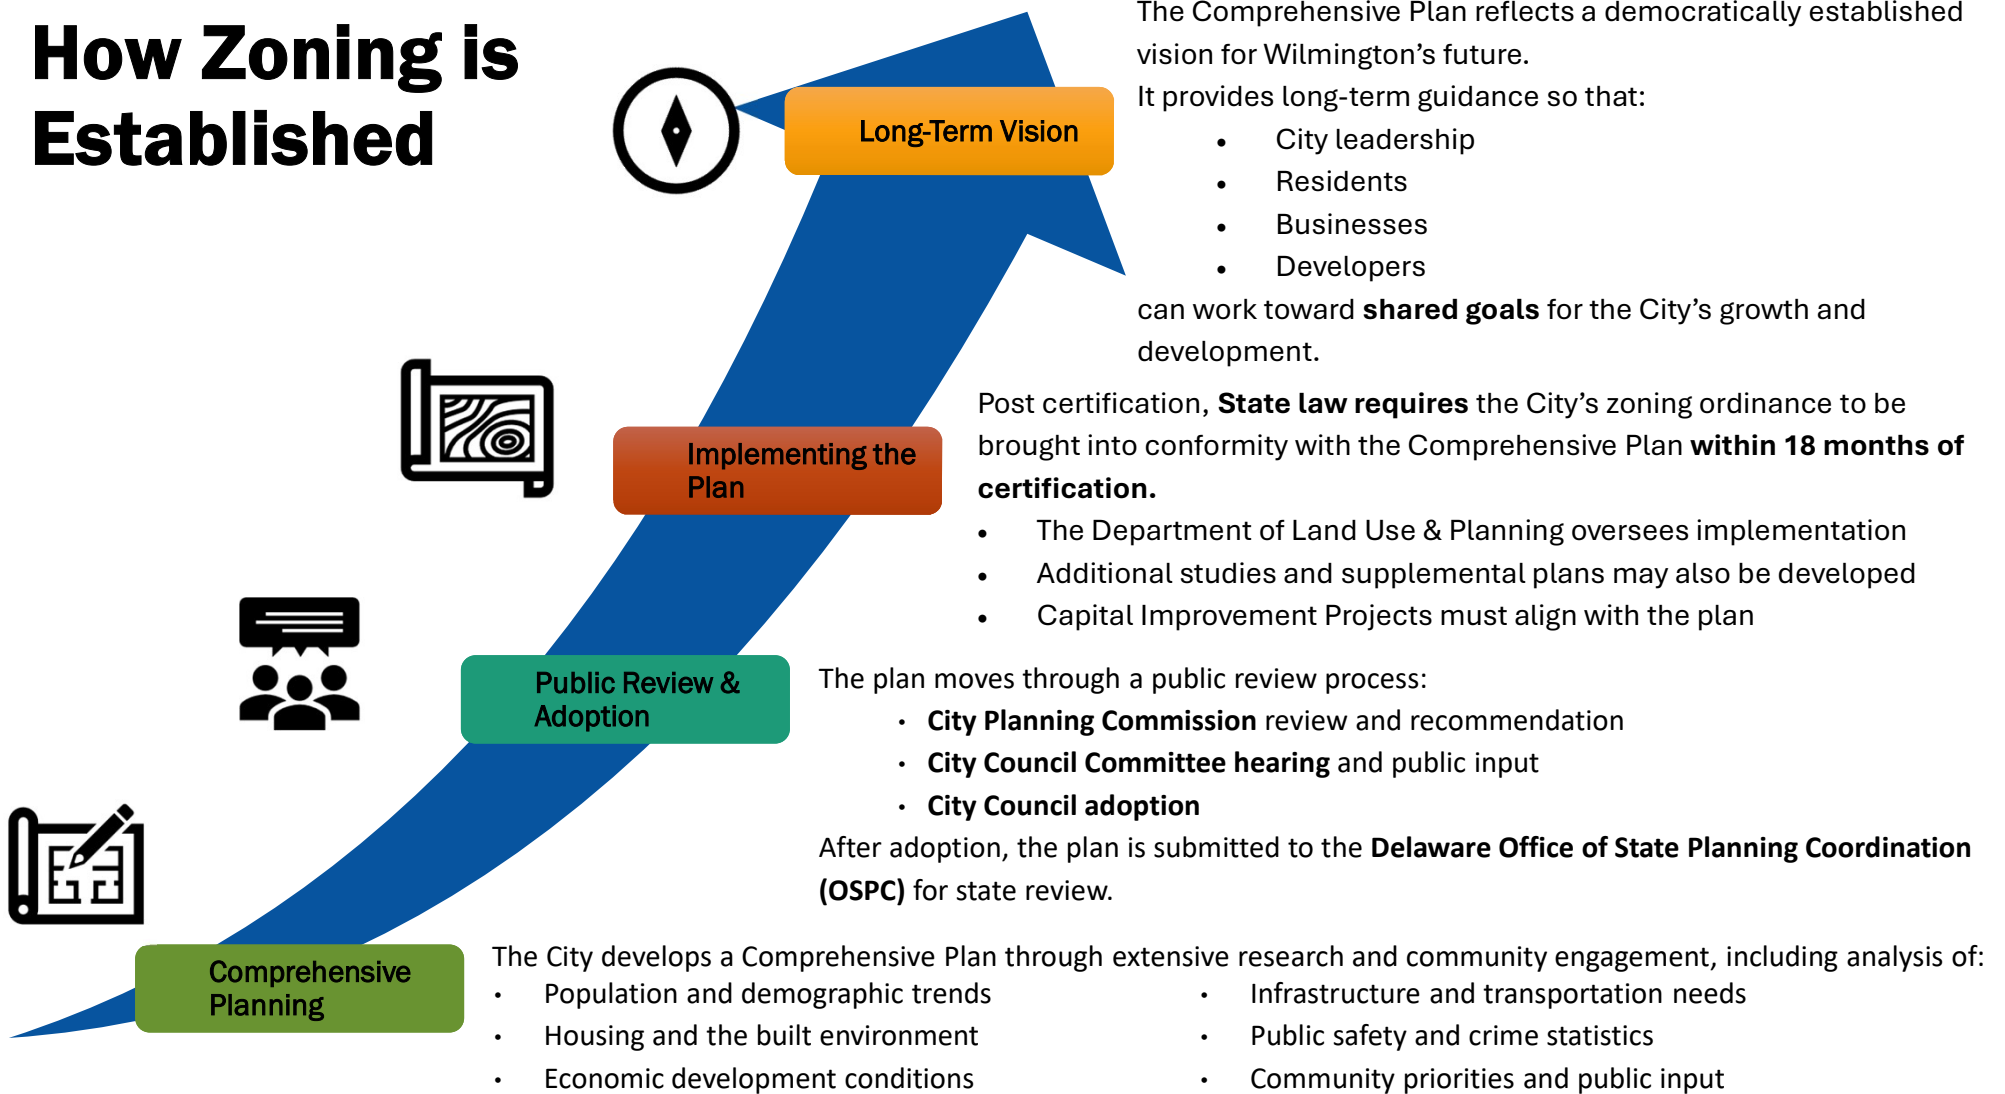 How Zoning is
Established
Long-Term Vision
The Comprehensive Plan reflects a democratically established
vision for Wilmington’s future.
It provides long-term guidance so that:
• City leadership
• Residents
• Businesses
• Developers
can work toward shared goals for the City’s growth and
development.
Implementing the
Plan
Post certification, State law requires the City’s zoning ordinance to be
brought into conformity with the Comprehensive Plan within 18 months of
certification.
• The Department of Land Use & Planning oversees implementation
• Additional studies and supplemental plans may also be developed
• Capital Improvement Projects must align with the plan
Public Review &
Adoption
The plan moves through a public review process:
• City Planning Commission review and recommendation
• City Council Committee hearing and public input
• City Council adoption
After adoption, the plan is submitted to the Delaware Office of State Planning Coordination
(OSPC) for state review.
Comprehensive
Planning
The City develops a Comprehensive Plan through extensive research and community engagement, including analysis of:
• Population and demographic trends
• Housing and the built environment
• Economic development conditions
• Infrastructure and transportation needs
• Public safety and crime statistics
• Community priorities and public input